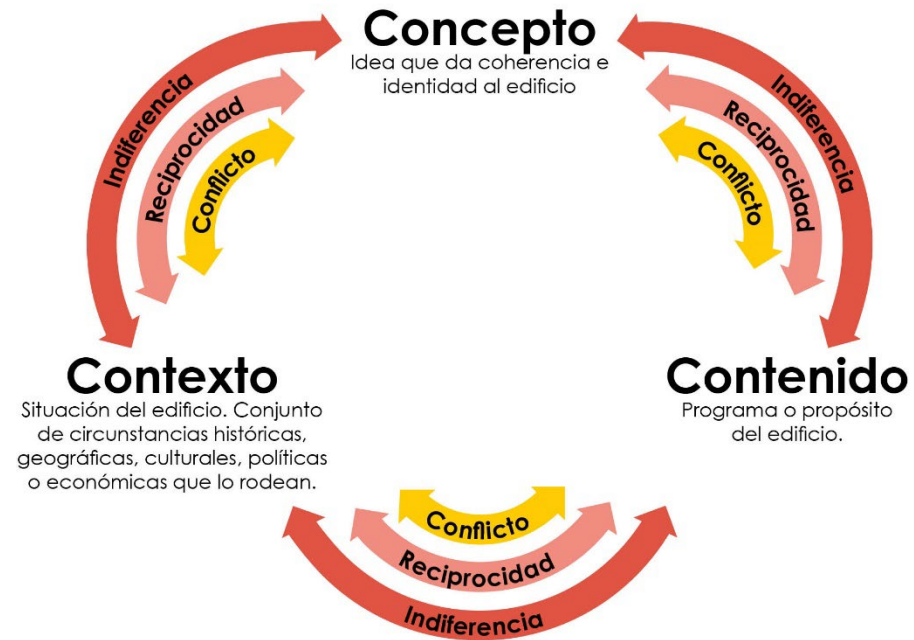 Concepto
Idea que da coherencia e
identidad al edificio
Indiferencia
Reciprocidad
Conflicto
Indiferencia
Reciprocidad
Conflicto
Contexto
Situación del edificio. Conjunto
de circunstancias históricas,
geográficas, culturales, políticas
o económicas que lo rodean.
Contenido
Programa o propósito
del edificio.
Conflicto
Reciprocidad
Indiferencia